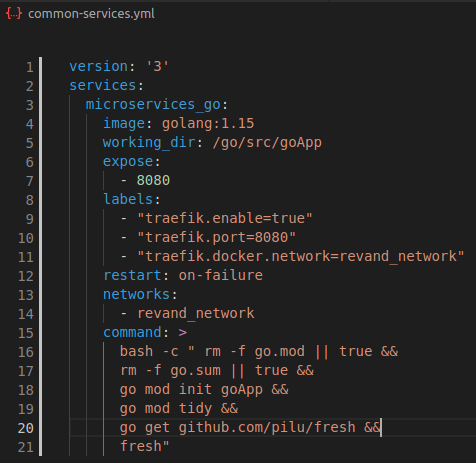 {..} common-services.yml
1 version: '3'
2 services:
3 microservices_go:
4 image: golang:1.15
5 working_dir: /go/src/goApp
6 expose:
7 - 8080
8 labels:
9 - "traefik.enable=true"
10 - "traefik.port=8080"
11 - "traefik.docker.network=revand_network"
12 restart: on-failure
13 networks:
14 - revand_network
15 command: >
16 bash -c " rm -f go.mod || true &&
17 rm -f go.sum || true &&
18 go mod init goApp &&
19 go mod tidy &&
20 go get github.com/pilu/fresh &&
21 fresh"